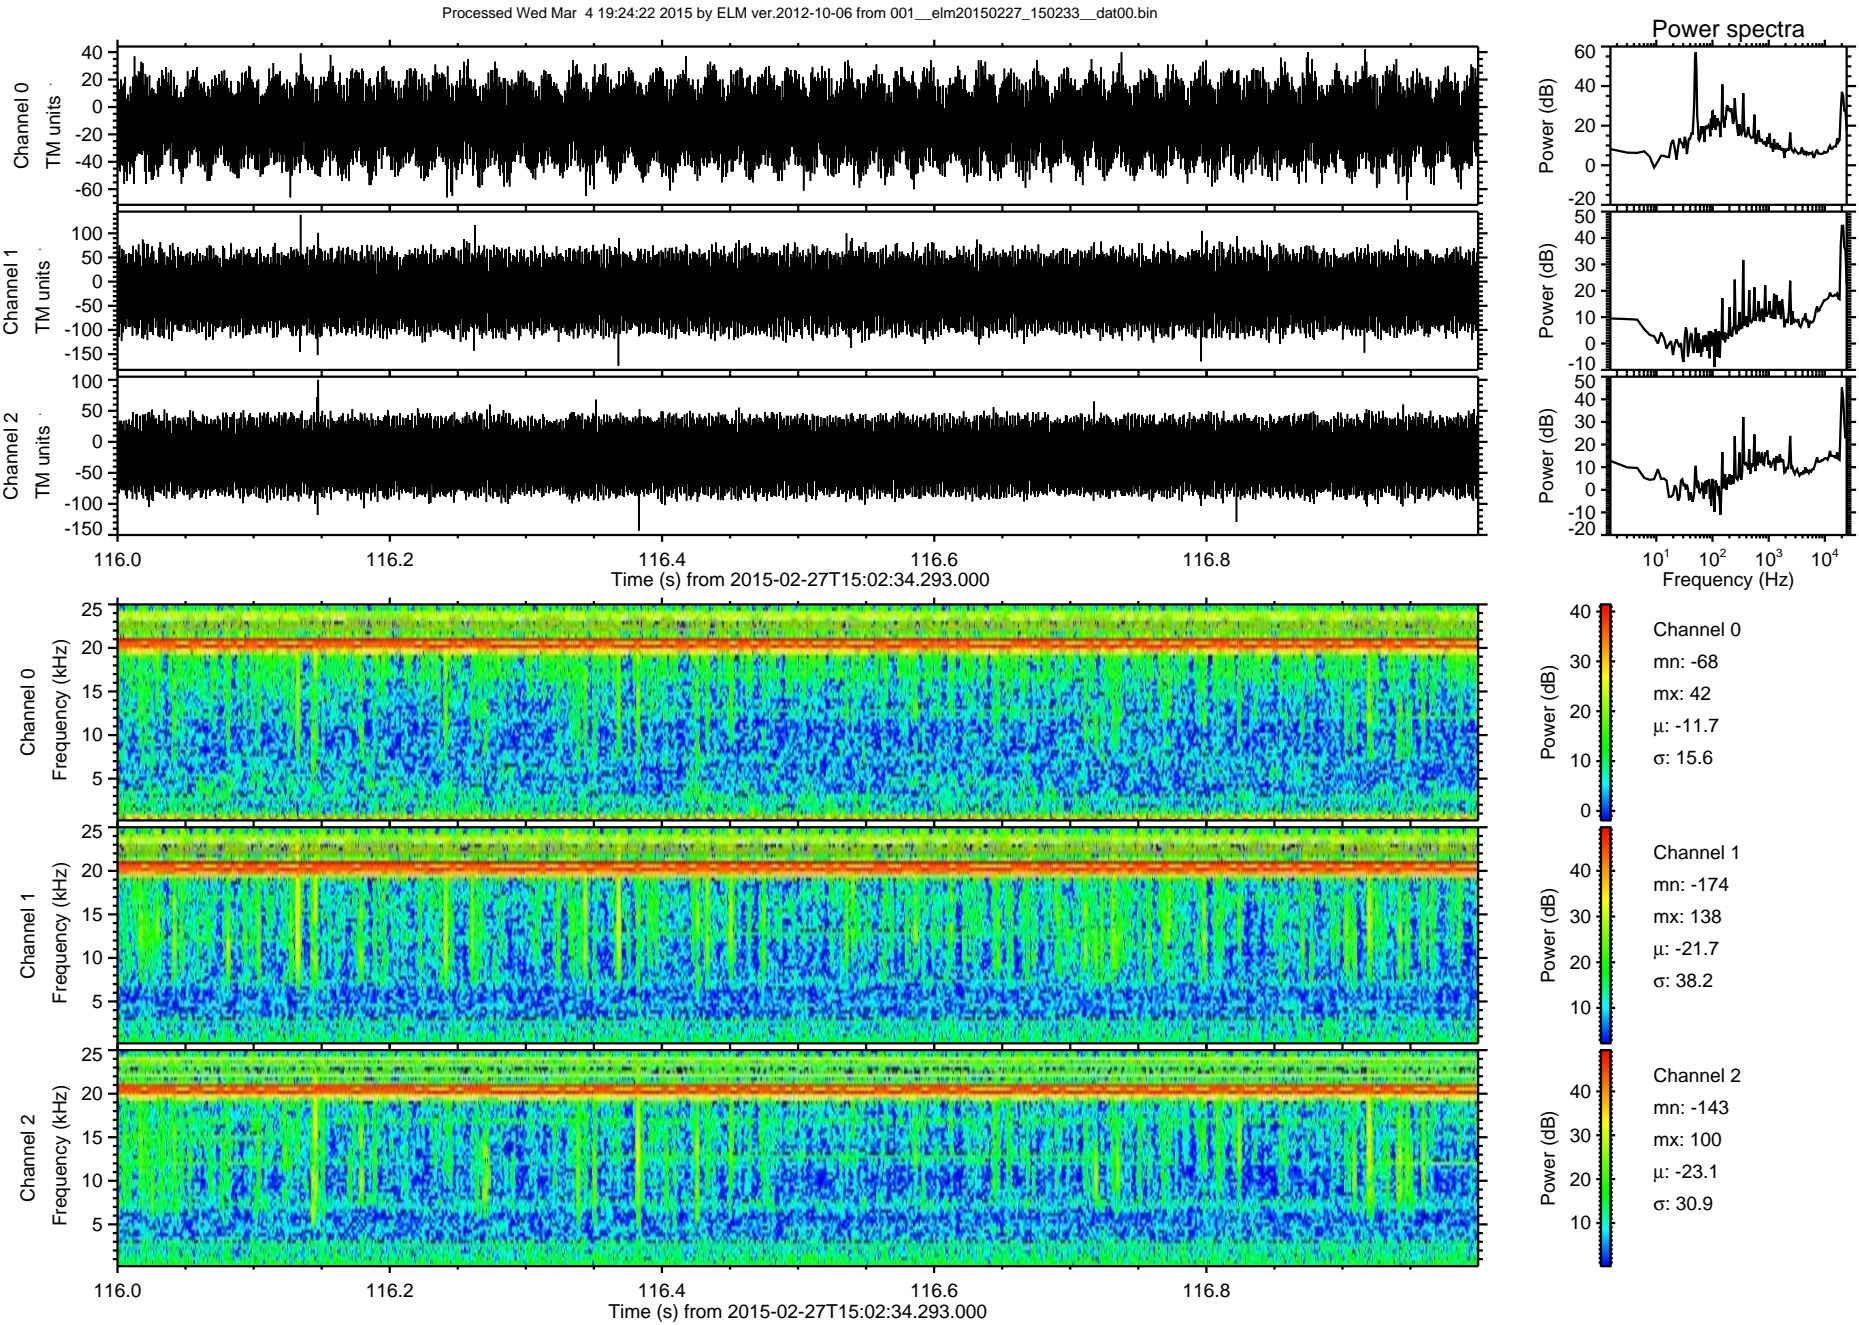 Processed Wed Mar  4 19:24:22 2015 by ELM ver.2012-10-06 from 001__elm20150227_150233__dat00.bin
Power spectra
Channel 0
TM units
40
20
0
-20
-40
-60
Power (dB)
60
40
20
0
-20
Channel 1
TM units
100
50
0
-50
-100
-150
Power (dB)
50
40
30
20
10
0
-10
Channel 2
TM units
100
50
0
-50
-100
-150
Power (dB)
50
40
30
20
10
0
-10
-20
116.0
116.2
116.4
116.6
116.8
Time (s) from 2015-02-27T15:02:34.293.000
10^1
10^2
10^3
10^4
Frequency (Hz)
Channel 0
Frequency (kHz)
25
20
15
10
5
Power (dB)
40
30
20
10
0
Channel 0
mn: -68
mx: 42
μ: -11.7
σ: 15.6
Channel 1
Frequency (kHz)
25
20
15
10
5
Power (dB)
40
30
20
10
Channel 1
mn: -174
mx: 138
μ: -21.7
σ: 38.2
Channel 2
Frequency (kHz)
25
20
15
10
5
Power (dB)
40
30
20
10
Channel 2
mn: -143
mx: 100
μ: -23.1
σ: 30.9
116.0
116.2
116.4
116.6
116.8
Time (s) from 2015-02-27T15:02:34.293.000